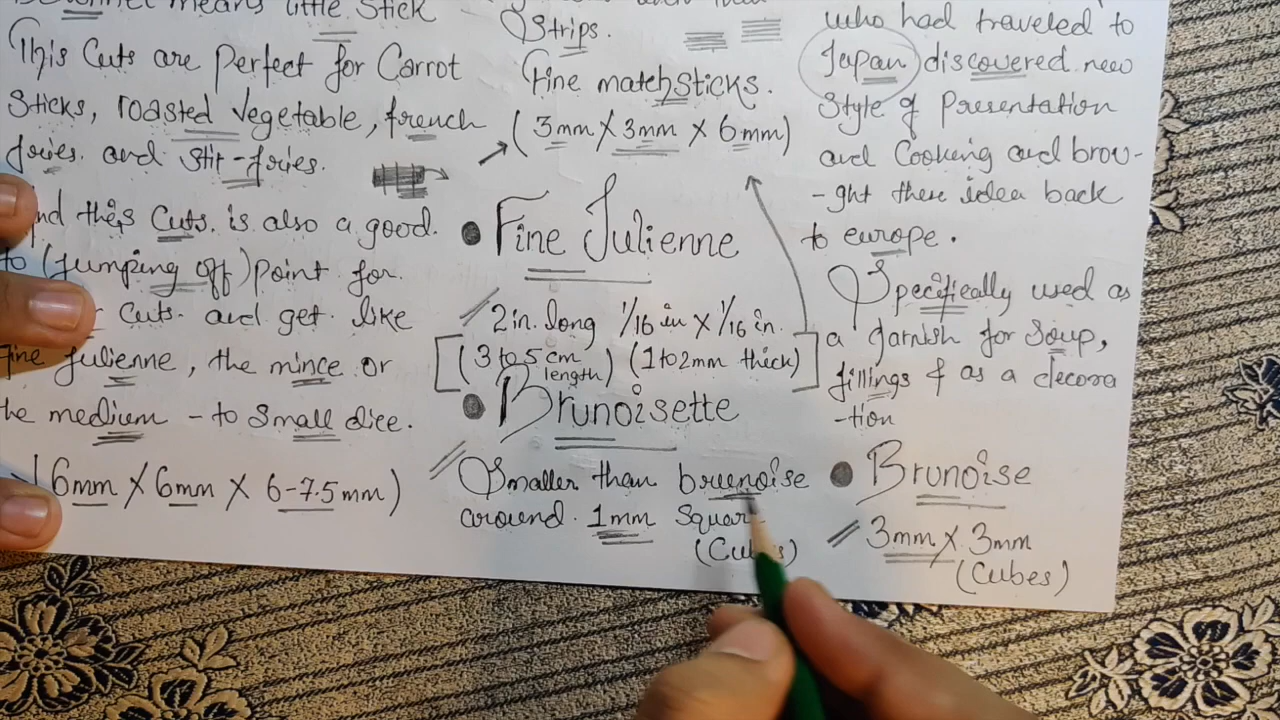 means little stick
This Cuts are Perfect for Carrot
Sticks, roasted vegetable, french
fries. and stir-fries.
this Cuts. is also a good.
to (Jumping off) point for.
Cuts. and get. like
Fine Julienne, the mince or
the medium - to Small dice.
(6mm X 6mm X 6-7.5mm)
Strips.
Fine matchsticks.
(3mm X 3mm X 6mm)
Fine Julienne
2in. long 1/16 in X 1/16 in.
(3 to 5 cm length) (1 to 2mm thick)
Brunoisette
Smaller than bruenoise
around. 1mm Squar
(Cubes)
who had traveled to
Japan discovered new
Style of Presentation
and Cooking and brou-
-ght these idea back
to europe.
Specifically used as
a garnish for Soup,
fillings & as a decora
-tion
Brunoise
3mm X 3mm
(Cubes)